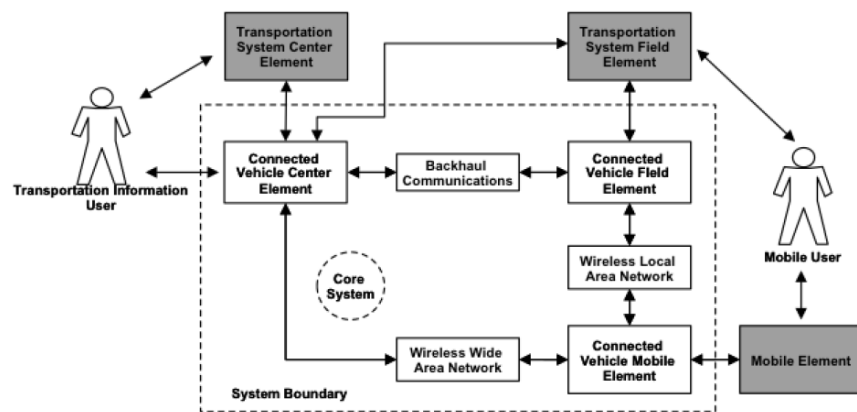 Transportation
System Center
Element
Transportation
System Field
Element
Connected
Vehicle Center
Element
Backhaul
Communications
Connected
Vehicle Field
Element
Transportation Information
User
Wireless Local
Area Network
Mobile User
Core
System
Wireless Wide
Area Network
Connected
Vehicle Mobile
Element
Mobile Element
System Boundary